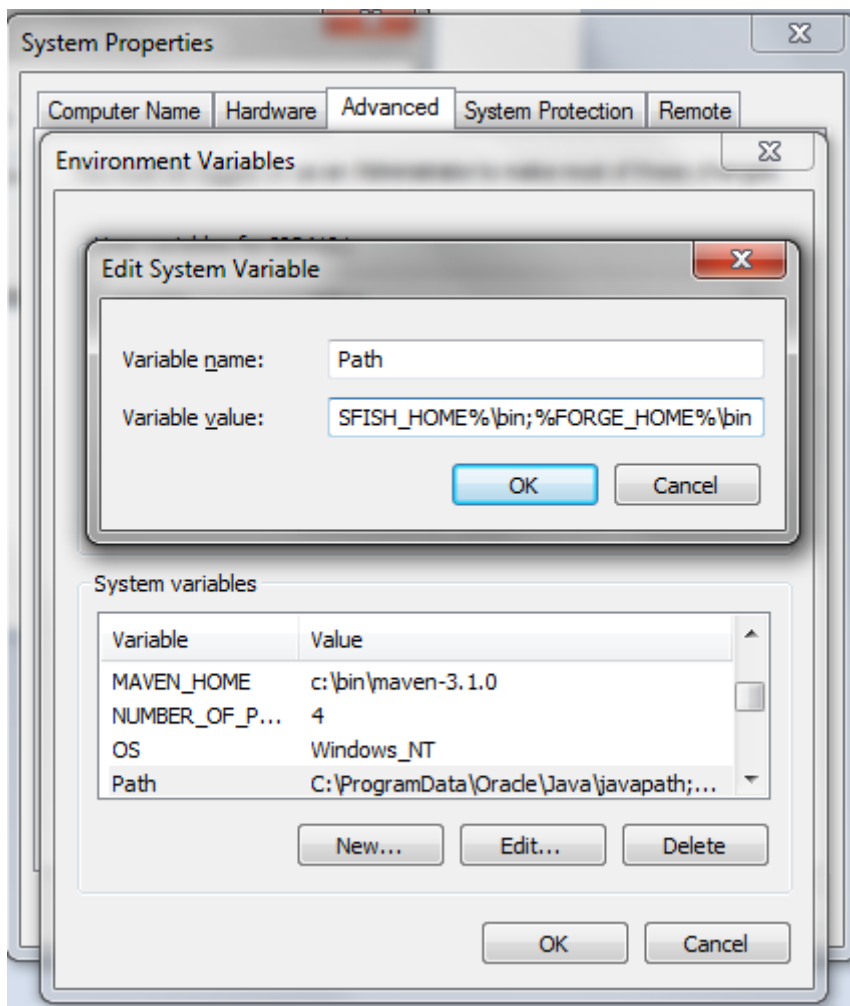 System Properties
Computer Name Hardware Advanced System Protection Remote
Environment Variables
Edit System Variable
Variable name: Path
Variable value: SFISH_HOME%\bin;%FORGE_HOME%\bin
OK Cancel
System variables
Variable Value
MAVEN_HOME c:\bin\maven-3.1.0
NUMBER_OF_P... 4
OS Windows_NT
Path C:\ProgramData\Oracle\Java\javapath;...
New... Edit... Delete
OK Cancel